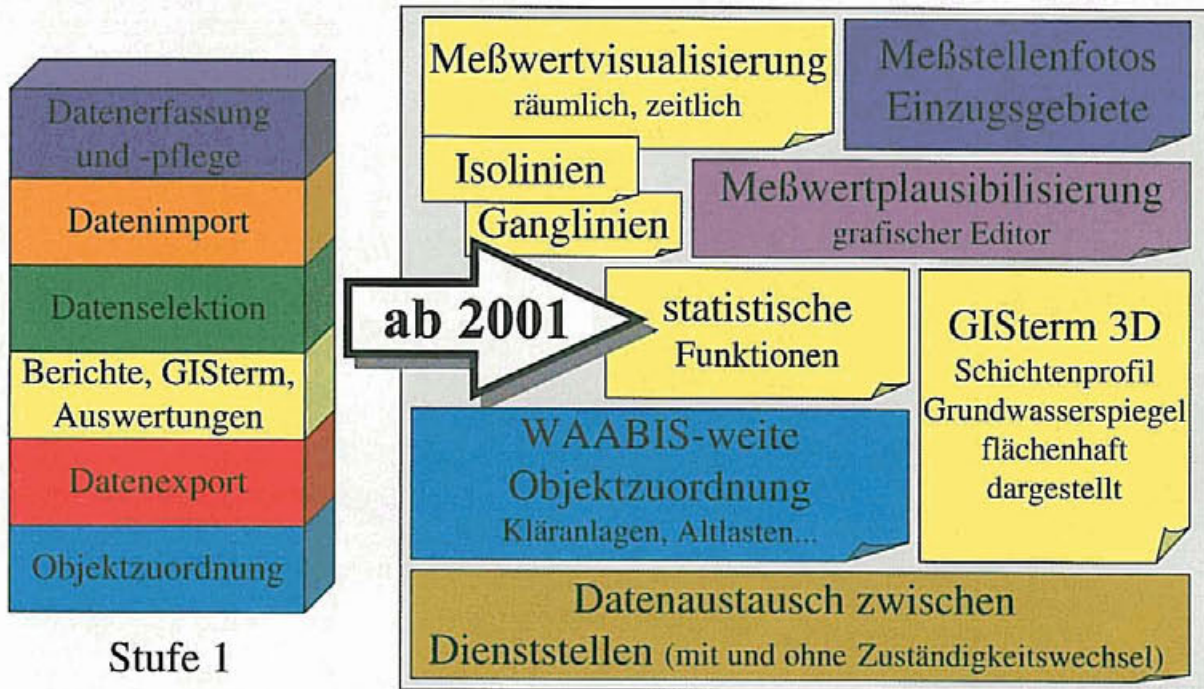 Datenerfassung
und -pflege
Datenimport
Datenselektion
Berichte, GISterm,
Auswertungen
Datenexport
Objektzuordnung
Stufe 1
ab 2001
Meßwertvisualisierung
räumlich, zeitlich
Meßstellenfotos
Einzugsgebiete
Isolinien
Ganglinien
Meßwertplausibilisierung
grafischer Editor
statistische
Funktionen
GISterm 3D
Schichtenprofil
Grundwasserspiegel
flächenhaft
dargestellt
WAABIS-weite
Objektzuordnung
Kläranlagen, Altlasten...
Datenaustausch zwischen
Dienststellen (mit und ohne Zuständigkeitswechsel)